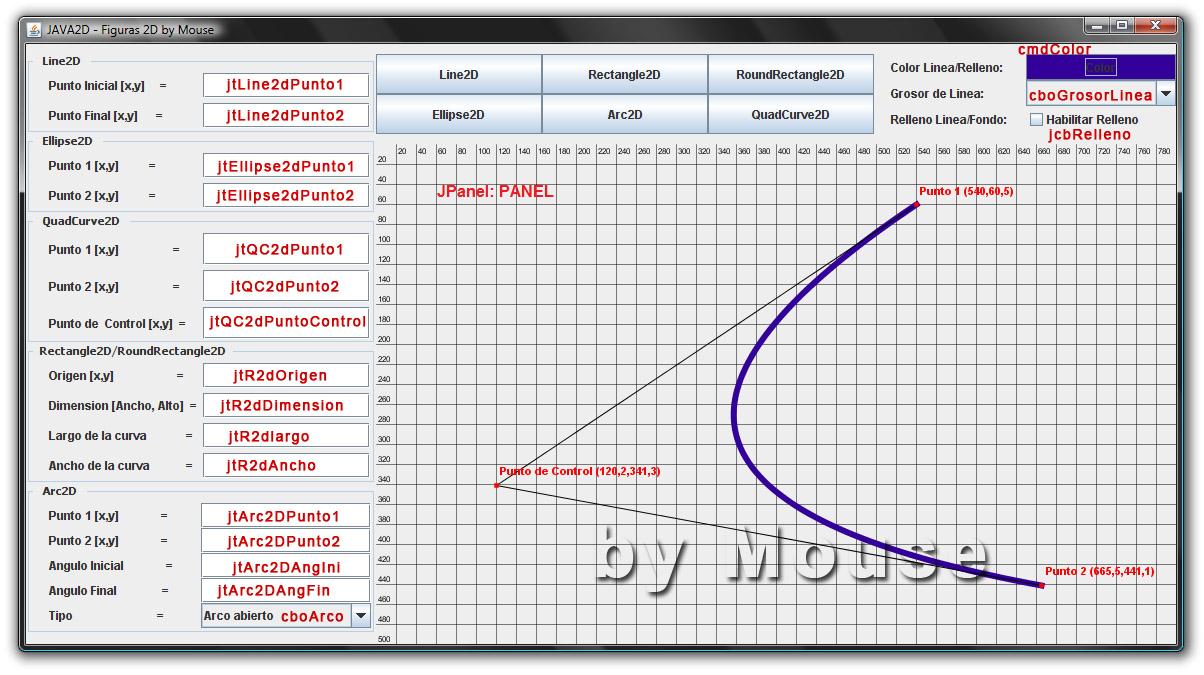 JAVA2D - Figuras 2D by Mouse
Line2D
Punto Inicial [x,y] =
jtLine2dPunto1
Punto Final [x,y] =
jtLine2dPunto2
Ellipse2D
Punto 1 [x,y] =
jtEllipse2dPunto1
Punto 2 [x,y] =
jtEllipse2dPunto2
QuadCurve2D
Punto 1 [x,y] =
jtQC2dPunto1
Punto 2 [x,y] =
jtQC2dPunto2
Punto de Control [x,y] =
jtQC2dPuntoControl
Rectangle2D/RoundRectangle2D
Origen [x,y] =
jtR2dOrigen
Dimension [Ancho, Alto] =
jtR2dDimension
Largo de la curva =
jtR2dlargo
Ancho de la curva =
jtR2dAncho
Arc2D
Punto 1 [x,y] =
jtArc2DPunto1
Punto 2 [x,y] =
jtArc2DPunto2
Angulo Inicial =
jtArc2DAngIni
Angulo Final =
jtArc2DAngFin
Tipo =
Arco abierto cboArco
Line2D Rectangle2D RoundRectangle2D
Ellipse2D Arc2D QuadCurve2D
cmdColor
Color Linea/Relleno:
Color
Grosor de Linea:
cboGrosorLinea
Relleno Linea/Fondo:
Habilitar Relleno
jcbRelleno
20 40 60 80 100 120 140 160 180 200 220 240 260 280 300 320 340 360 380 400 420 440 460 480 500 520 540 560 580 600 620 640 660 680 700 720 740 760 780
20
40
60
80
100
120
140
160
180
200
220
240
260
280
300
320
340
360
380
400
420
440
460
480
500
JPanel: PANEL
Punto 1 (540,60,5)
Punto de Control (120,2,341,3)
by Mouse
Punto 2 (665,5,441,1)